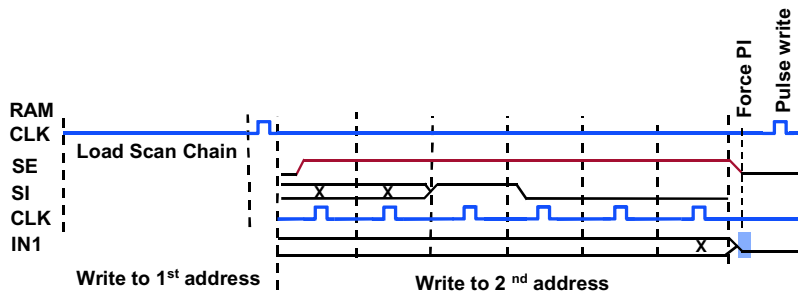 Force PI
Pulse write
RAM
CLK
Load Scan Chain
SE
SI
X X
CLK
IN1
X
Write to 1st address
Write to 2 nd address